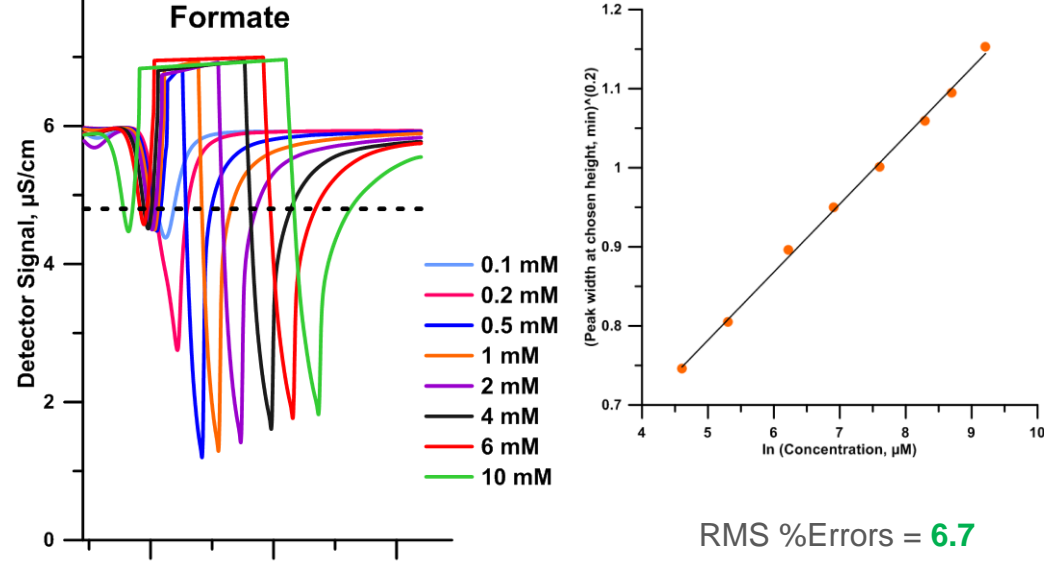 Formate
Detector Signal, µS/cm
6
4
2
0
0.1 mM
0.2 mM
0.5 mM
1 mM
2 mM
4 mM
6 mM
10 mM
(Peak width at chosen height, min)^(0.2)
1.2
1.1
1
0.9
0.8
0.7
4 5 6 7 8 9 10
ln (Concentration, µM)
RMS %Errors = 6.7